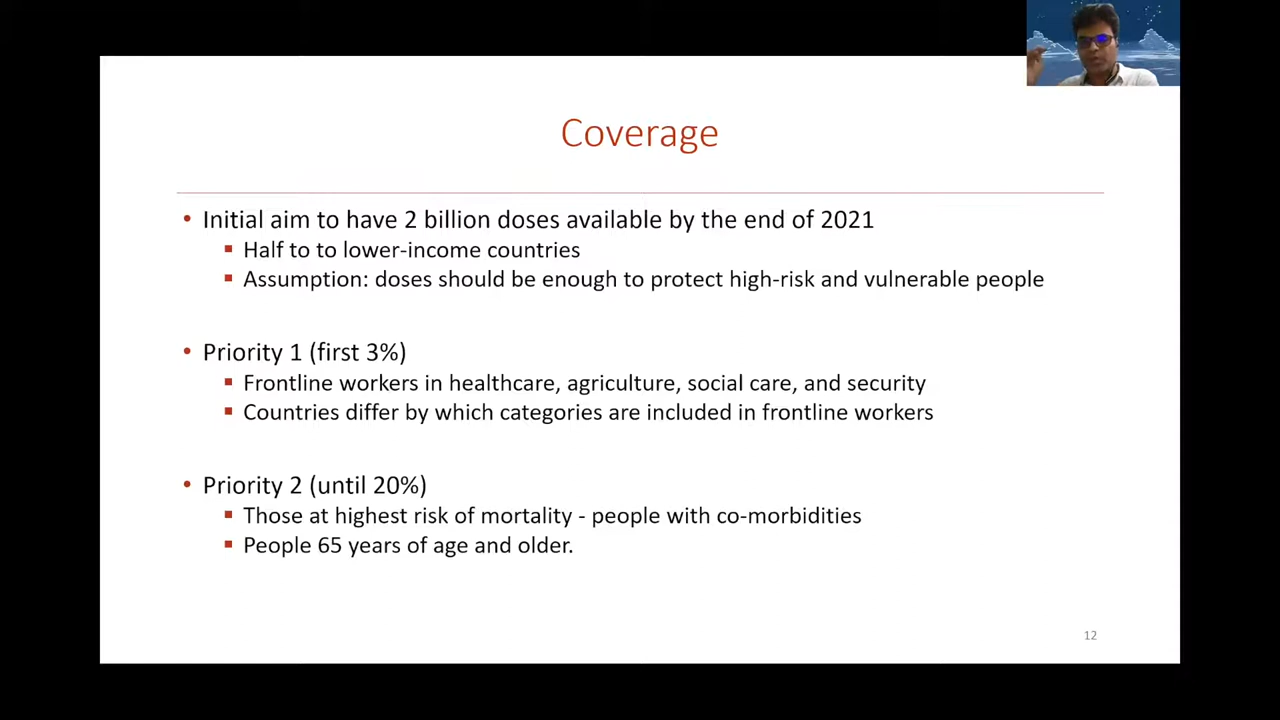 Coverage
• Initial aim to have 2 billion doses available by the end of 2021
▪ Half to to lower-income countries
▪ Assumption: doses should be enough to protect high-risk and vulnerable people
• Priority 1 (first 3%)
▪ Frontline workers in healthcare, agriculture, social care, and security
▪ Countries differ by which categories are included in frontline workers
• Priority 2 (until 20%)
▪ Those at highest risk of mortality - people with co-morbidities
▪ People 65 years of age and older.
12